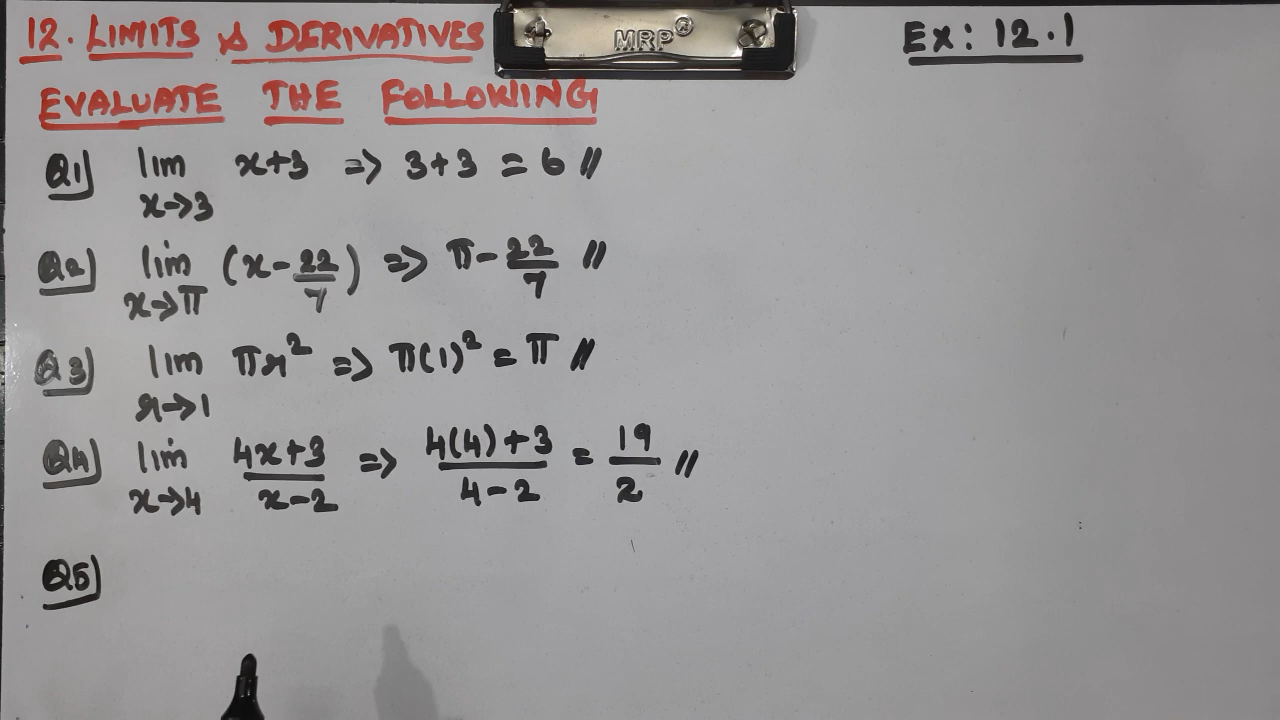 12. LIMITS & DERIVATIVES
MRP®
Ex: 12.1
EVALUATE THE FOLLOWING
Q1) lim x→3 x+3 => 3+3 = 6 //
Q2) lim x→π (x - 22/7) => π - 22/7 //
Q3) lim r→1 πr² => π(1)² = π //
Q4) lim x→4 4x+3/x-2 => 4(4)+3/4-2 = 19/2 //
Q5)